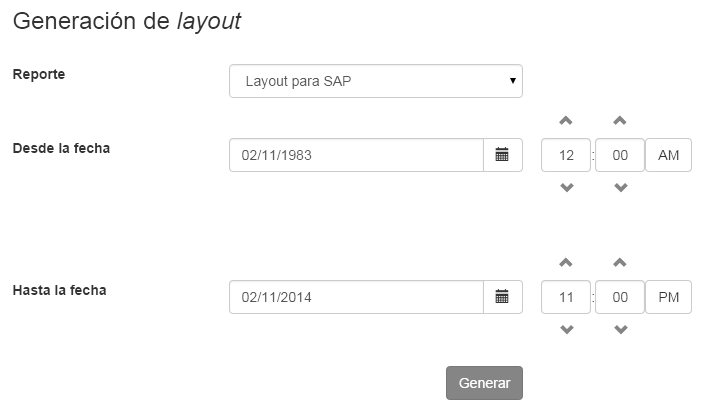 Generación de layout
Reporte
Layout para SAP
Desde la fecha
02/11/1983
12 : 00 AM
Hasta la fecha
02/11/2014
11 : 00 PM
Generar